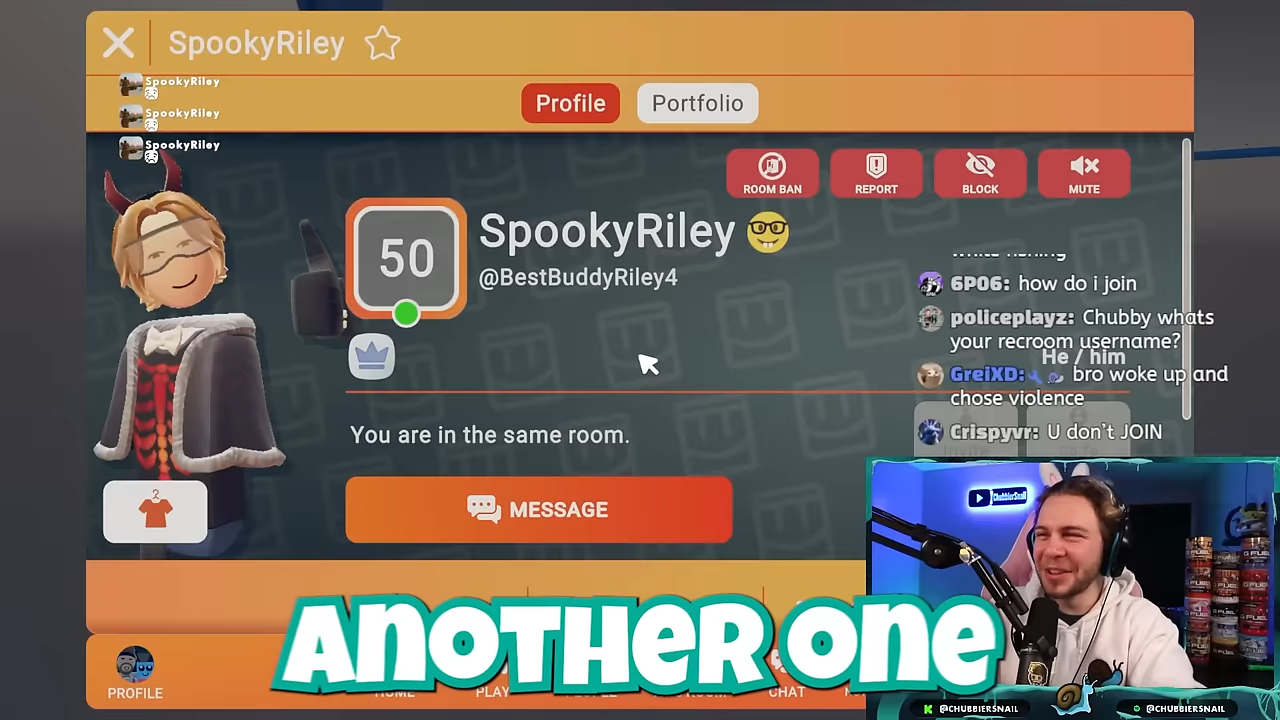 SpookyRiley
SpookyRiley
SpookyRiley
SpookyRiley
Profile
Portfolio
ROOM BAN
REPORT
BLOCK
MUTE
50
SpookyRiley 🤓
@BestBuddyRiley4
6P06: how do i join
policeplayz: Chubby whats
your recroom username?
He / him
GreiXD: bro woke up and
chose violence
Crispyvr: U don't JOIN
You are in the same room.
MESSAGE
ChubbierSnail
G FUEL
ANOTHER ONE
PROFILE
HOME
PLAY
CHAT
@CHUBBIERSNAIL
@CHUBBIERSNAIL